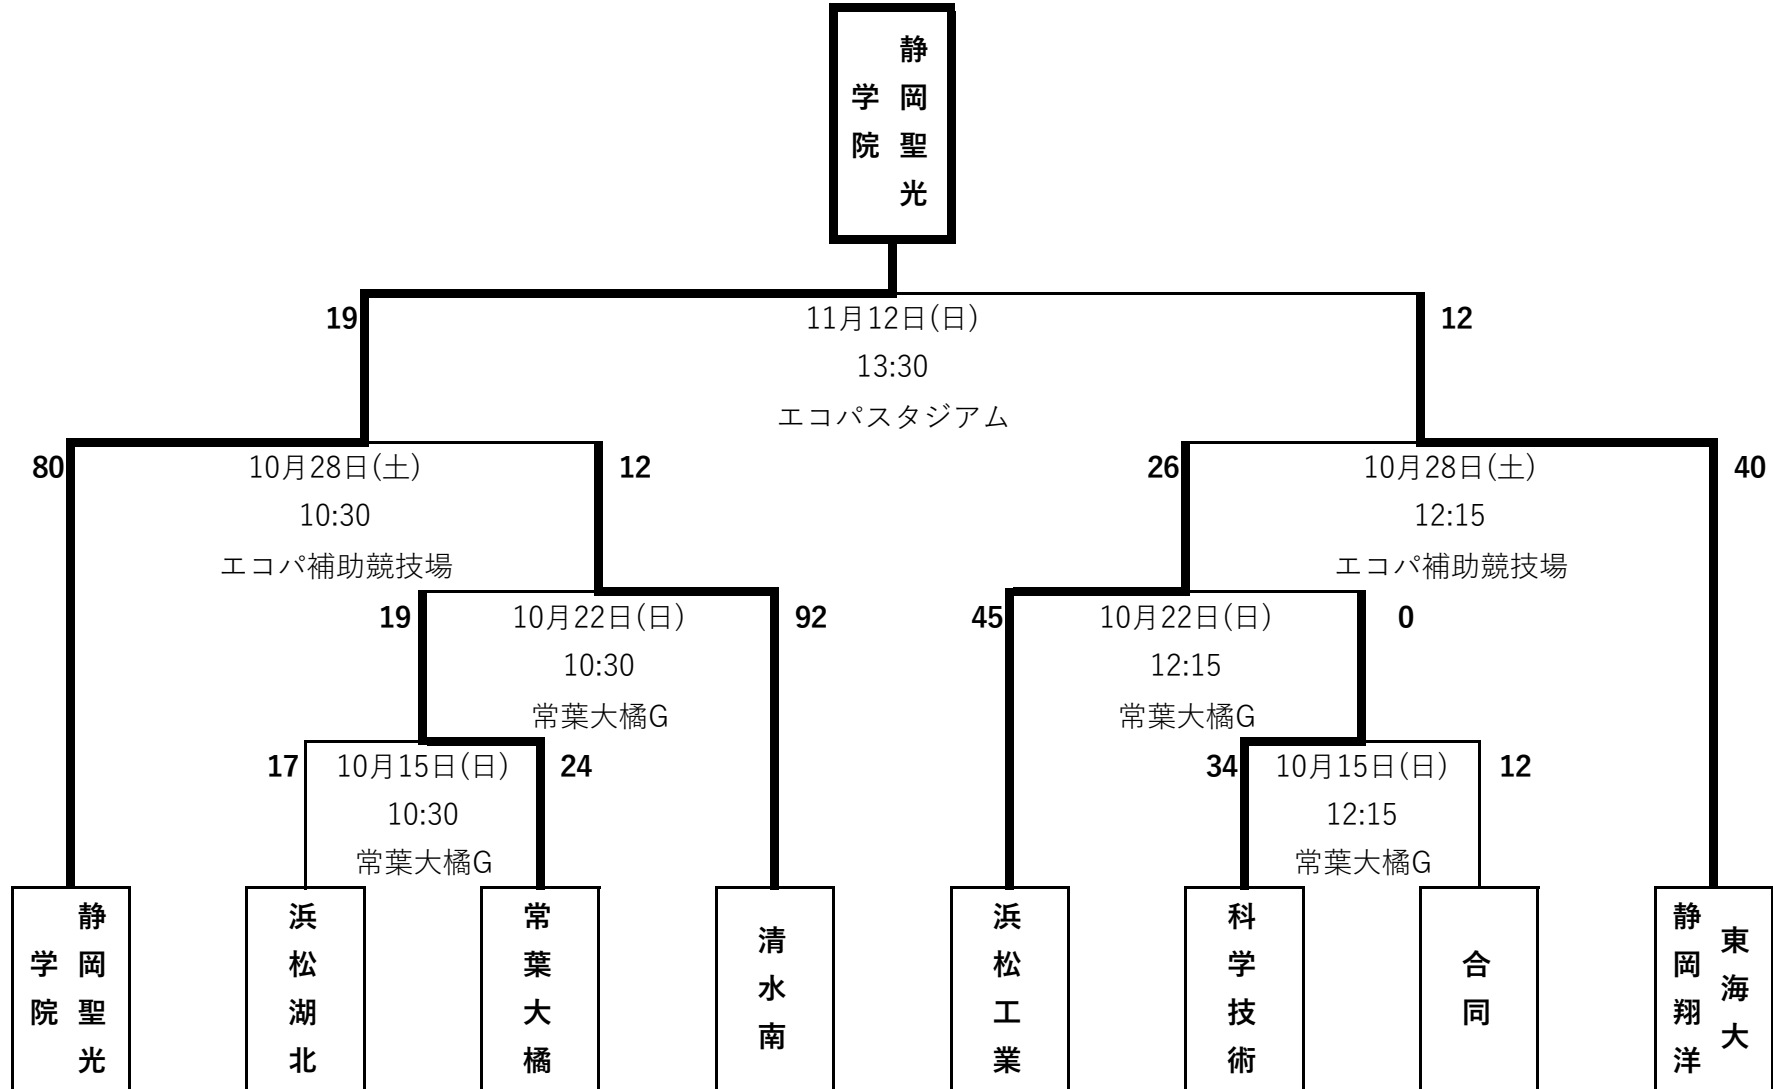 静岡聖光
学院
19
11月12日(日)
12
13:30
エコパスタジアム
80
10月28日(土)
12
26
10月28日(土)
40
10:30
12:15
エコパ補助競技場
エコパ補助競技場
19
10月22日(日)
92
45
10月22日(日)
0
10:30
12:15
常葉大橘G
常葉大橘G
17
10月15日(日)
24
34
10月15日(日)
12
10:30
12:15
常葉大橘G
常葉大橘G
静岡聖光
学院
浜松湖北
常葉大橘
清水南
浜松工業
科学技術
合同
東海大
静岡翔洋